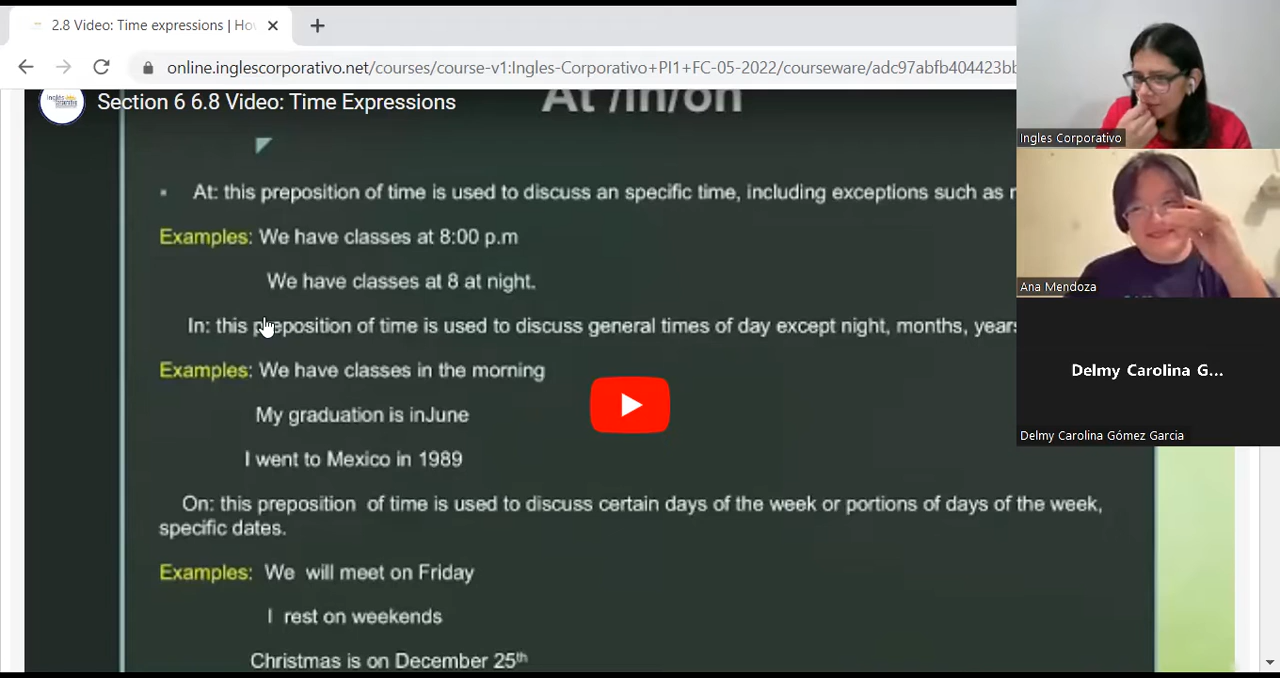 2.8 Video: Time expressions | Ho
online.inglescorporativo.net/courses/course-v1:Ingles-Corporativo+PI1+FC-05-2022/courseware/adc97abfb404423bb
Section 6 6.8 Video: Time Expressions
At /in/on
At: this preposition of time is used to discuss an specific time, including exceptions such as
Examples: We have classes at 8:00 p.m
We have classes at 8 at night.
In: this preposition of time is used to discuss general times of day except night, months, years
Examples: We have classes in the morning
My graduation is inJune
I went to Mexico in 1989
On: this preposition of time is used to discuss certain days of the week or portions of days of the week,
specific dates.
Examples: We will meet on Friday
I rest on weekends
Christmas is on December 25th
Ingles Corporativo
Ana Mendoza
Delmy Carolina G...
Delmy Carolina Gómez Garcia